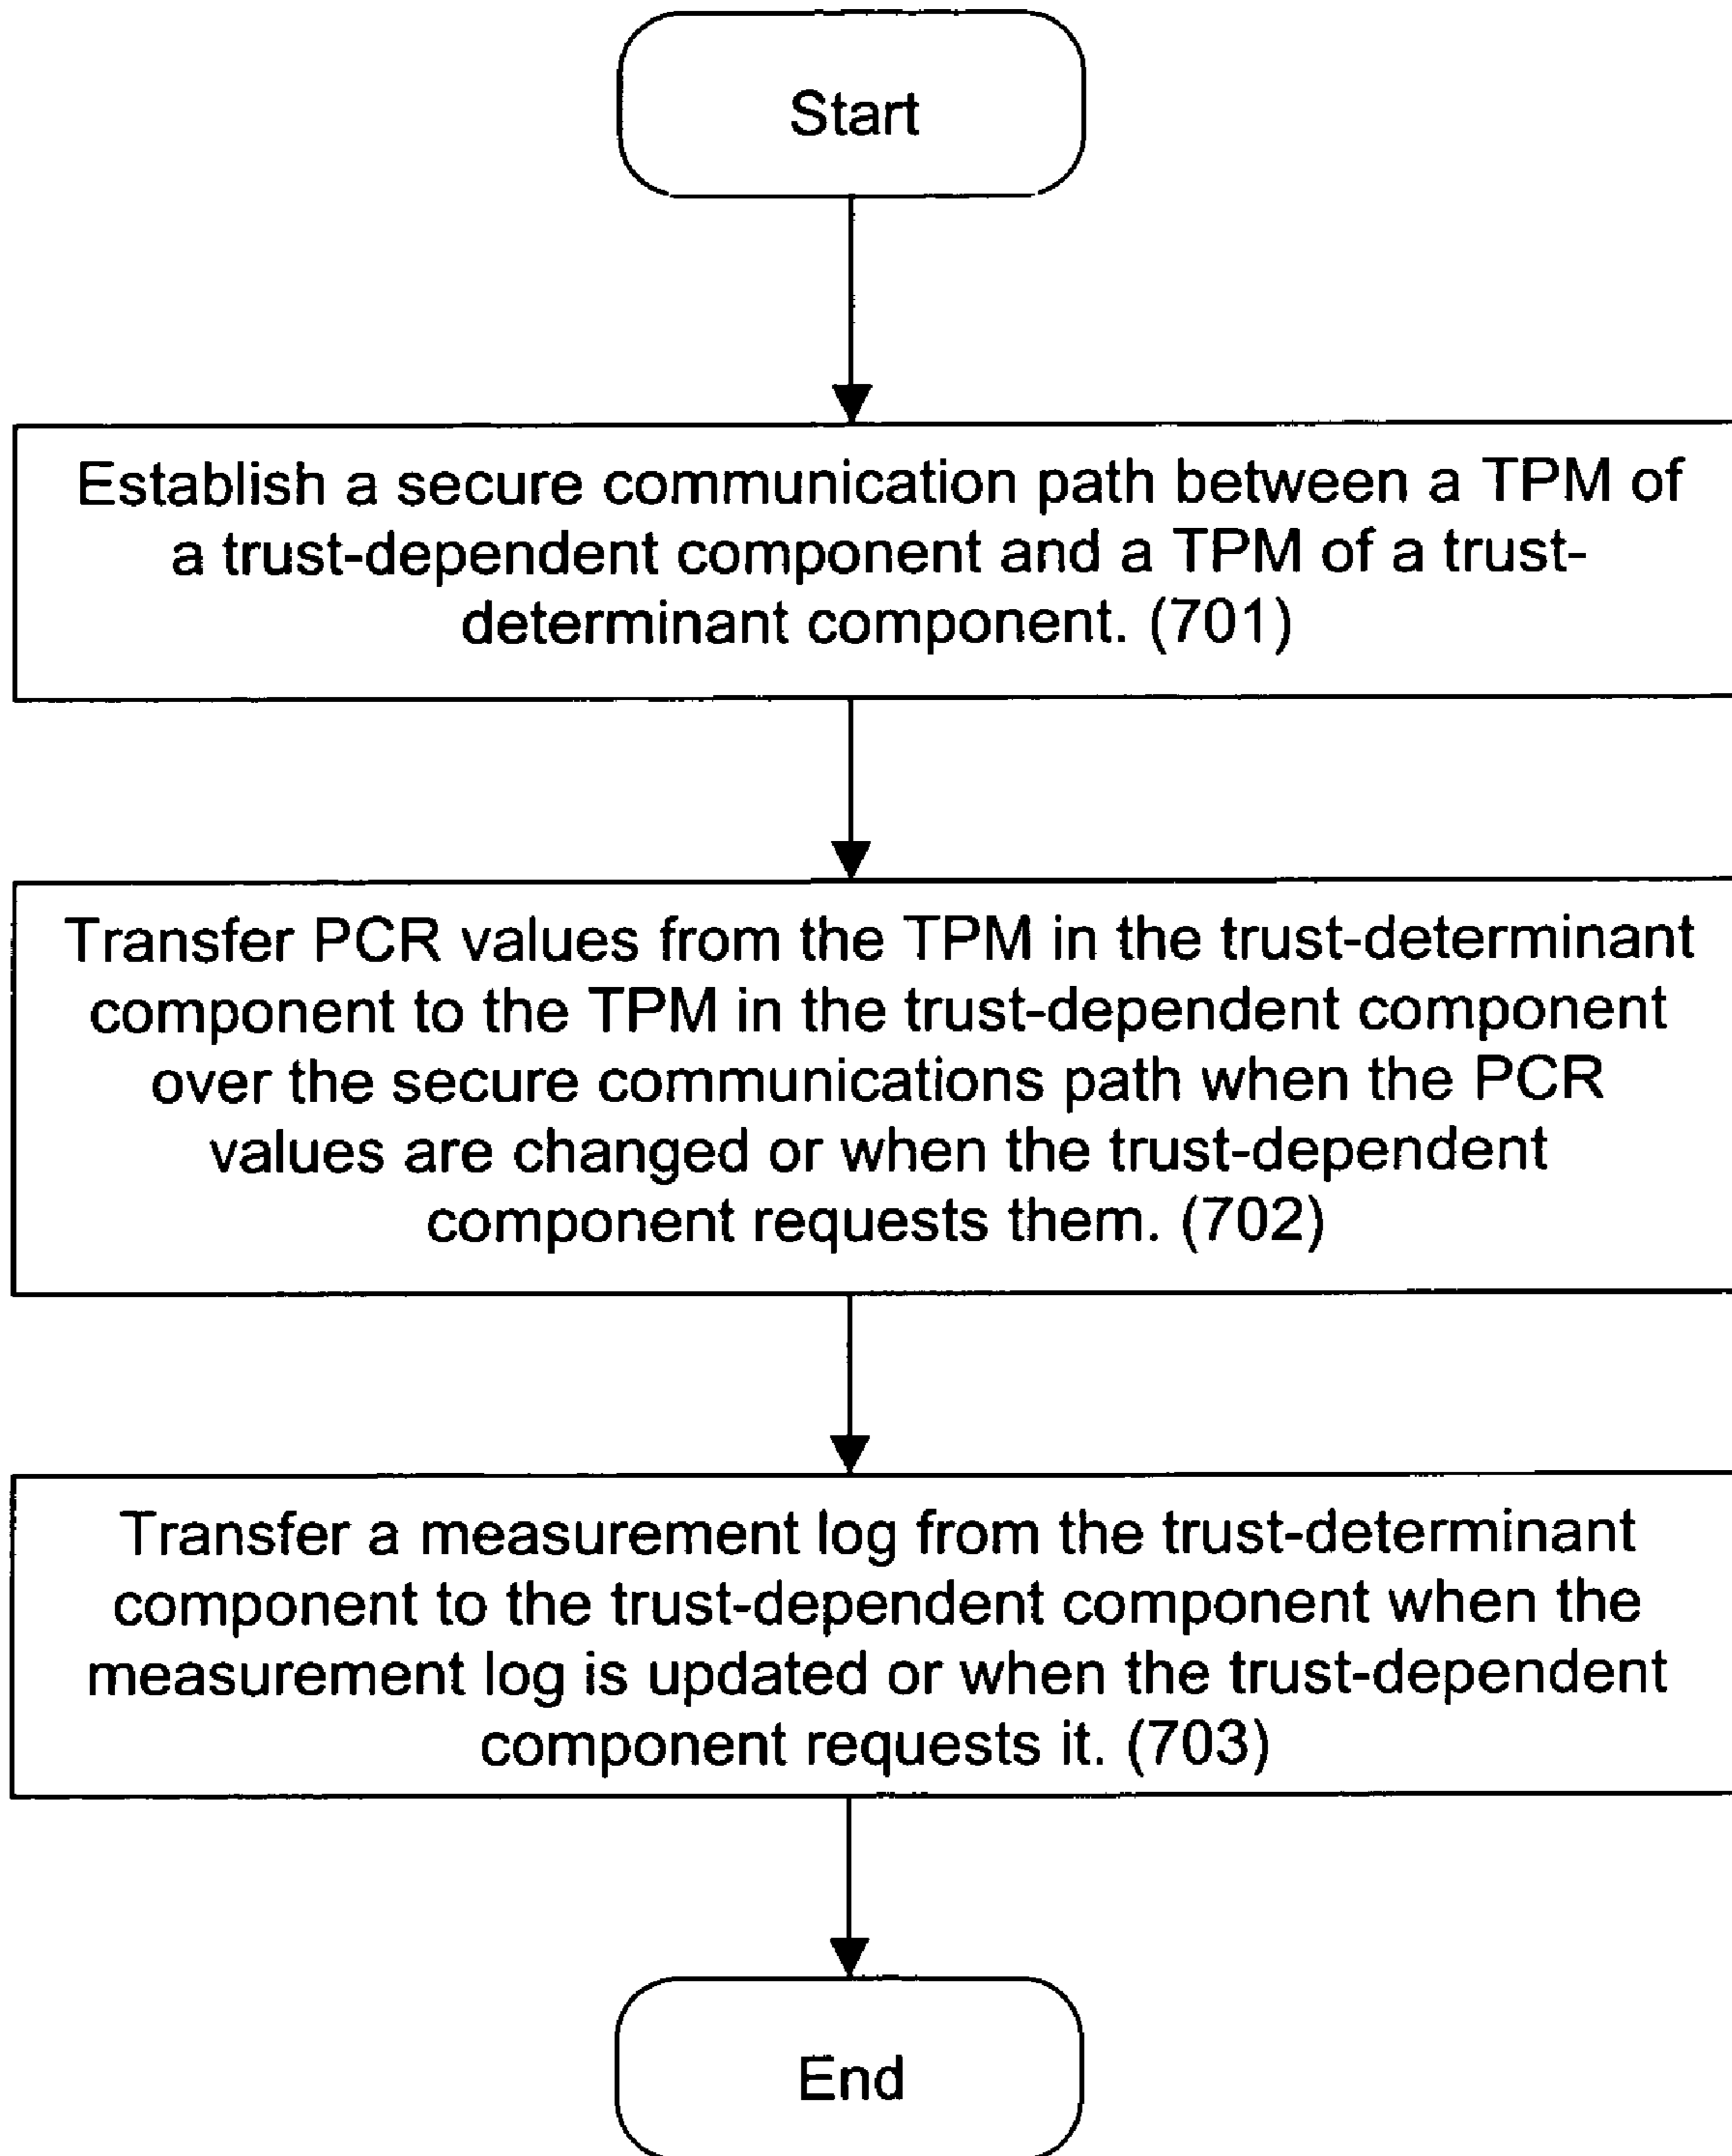 Start
Establish a secure communication path between a TPM of
a trust-dependent component and a TPM of a trust-
determinant component. (701)
Transfer PCR values from the TPM in the trust-determinant
component to the TPM in the trust-dependent component
over the secure communications path when the PCR
values are changed or when the trust-dependent
component requests them. (702)
Transfer a measurement log from the trust-determinant
component to the trust-dependent component when the
measurement log is updated or when the trust-dependent
component requests it. (703)
End